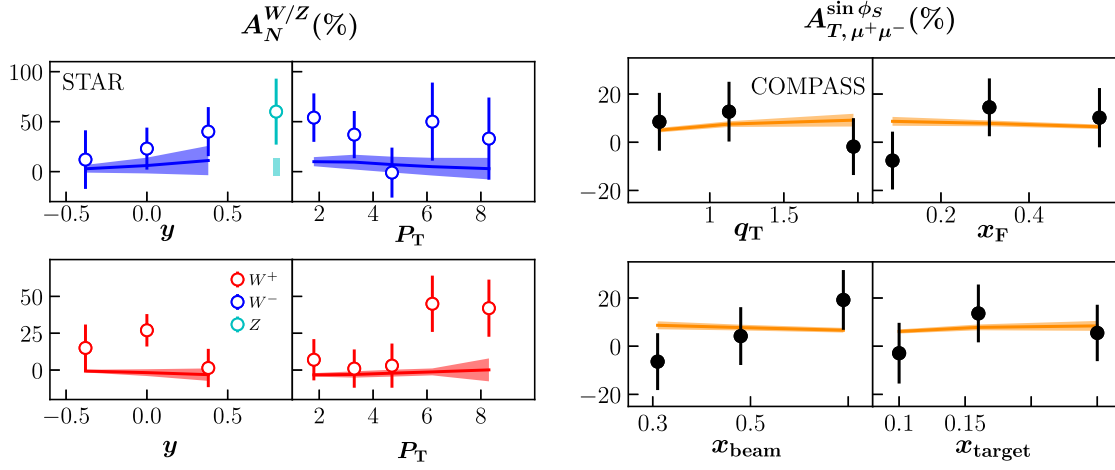 A_N^{W/Z}(%)
STAR
100
50
0
−0.5 0.0 0.5
y
2 4 6 8
P_T
50
25
0
W^+
W^−
Z
−0.5 0.0 0.5
y
2 4 6 8
P_T
A_{T, μ^+μ^−}^{sin ϕ_S}(%)
COMPASS
20
0
−20
1 1.5
q_T
0.2 0.4
x_F
20
0
−20
0.3 0.5
x_beam
0.1 0.15
x_target